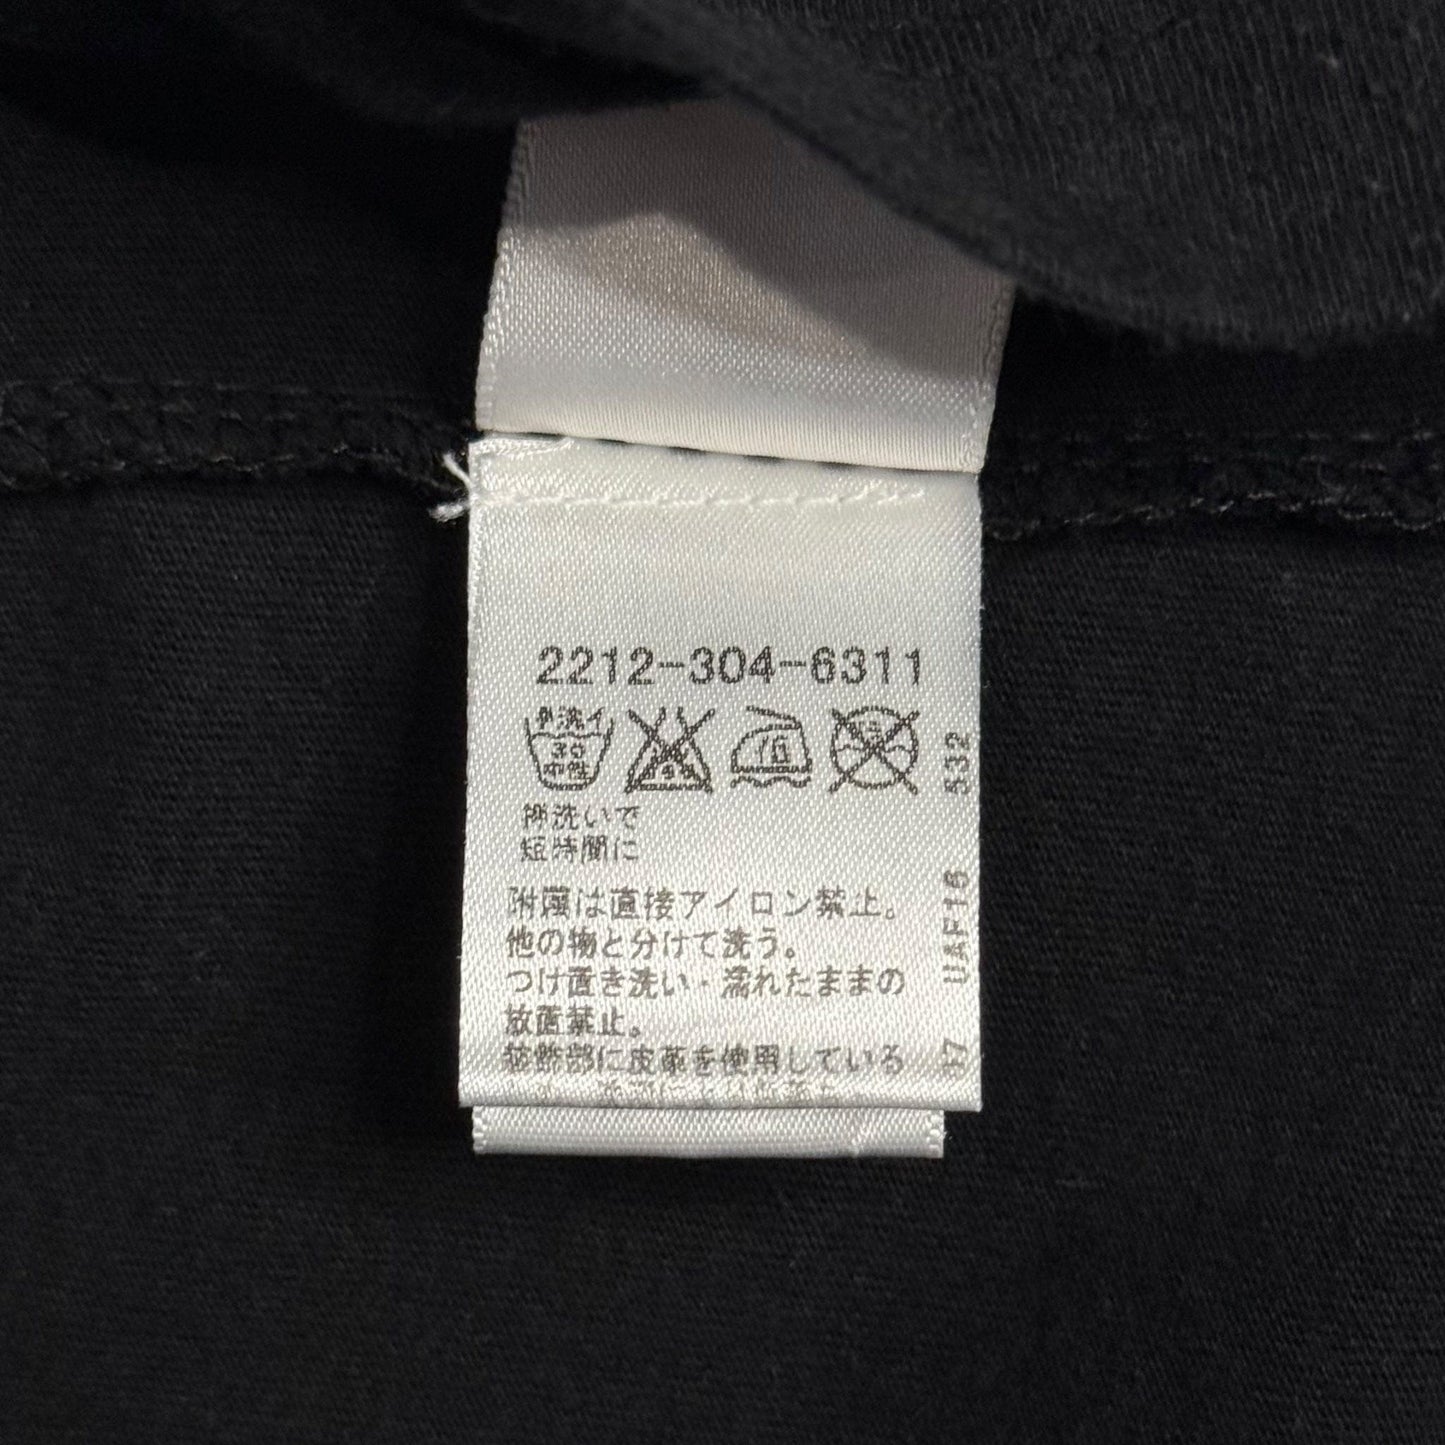 2212-304-6311
手洗イ
30
中性
押洗いで
短時間に
附属は直接アイロン禁止。
他の物と分けて洗う。
つけ置き洗い・濡れたままの
放置禁止。
装飾部に皮革を使用している
532
UAF16